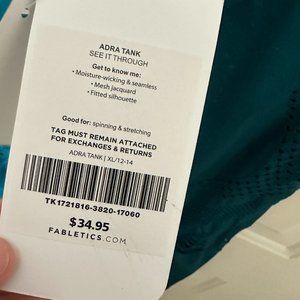 ADRA TANK
SEE IT THROUGH
Get to know me:
• Moisture-wicking & seamless
• Mesh jacquard
• Fitted silhouette
Good for: spinning & stretching
TAG MUST REMAIN ATTACHED
FOR EXCHANGES & RETURNS
ADRA TANK | XL/12-14
TK1721816-3820-17060
$34.95
FABLETICS.COM